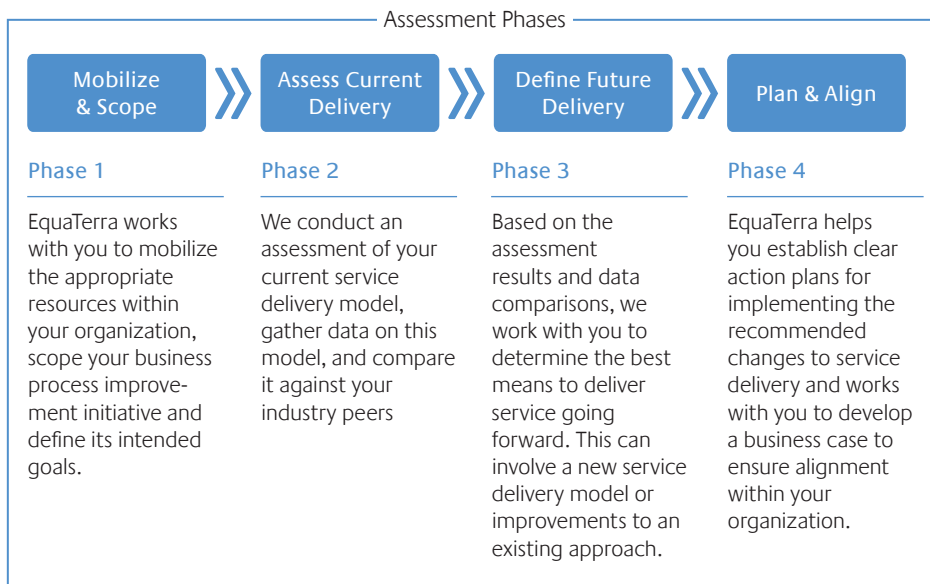 Assessment Phases
Mobilize
& Scope
Assess Current
Delivery
Define Future
Delivery
Plan & Align
Phase 1
EquaTerra works
with you to mobilize
the appropriate
resources within
your organization,
scope your business
process improve-
ment initiative and
define its intended
goals.
Phase 2
We conduct an
assessment of your
current service
delivery model,
gather data on this
model, and compare
it against your
industry peers
Phase 3
Based on the
assessment
results and data
comparisons, we
work with you to
determine the best
means to deliver
service going
forward. This can
involve a new service
delivery model or
improvements to an
existing approach.
Phase 4
EquaTerra helps
you establish clear
action plans for
implementing the
recommended
changes to service
delivery and works
with you to develop
a business case to
ensure alignment
within your
organization.